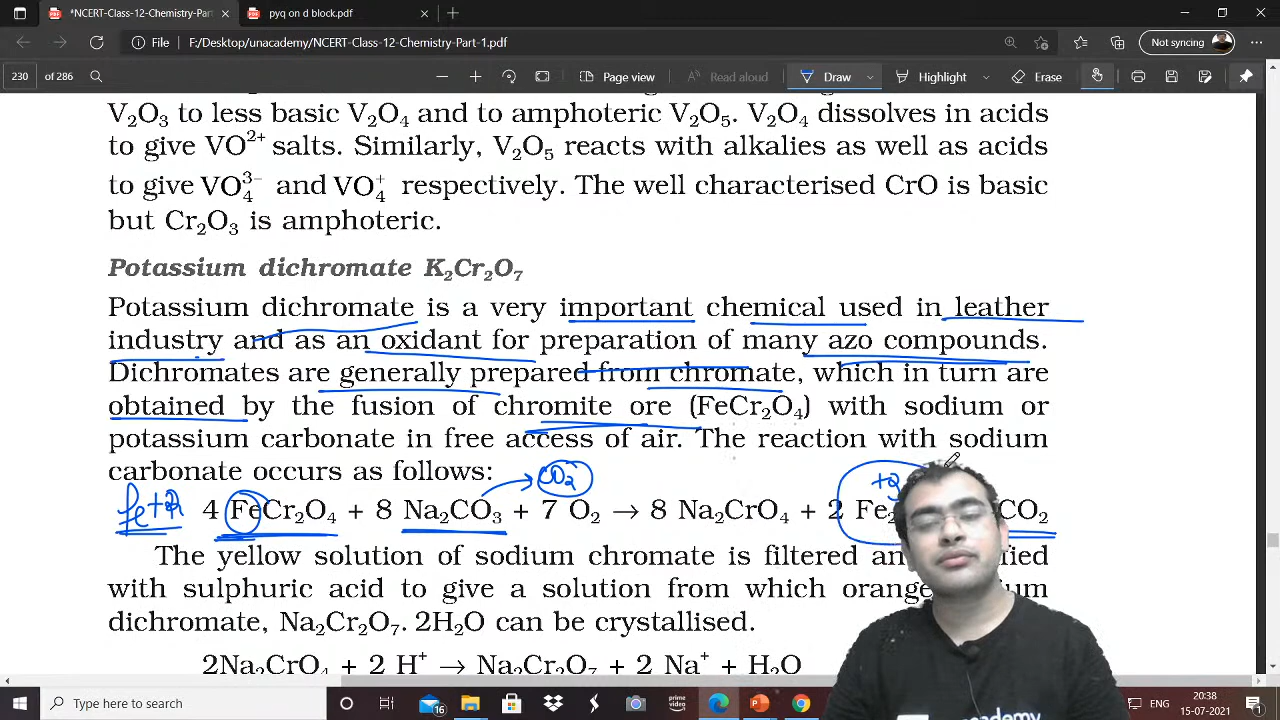 *NCERT-Class-12-Chemistry-Part
pyq on d block.pdf
File
F:/Desktop/unacademy/NCERT-Class-12-Chemistry-Part-1.pdf
Not syncing
230 of 286
Page view
Read aloud
Draw
Highlight
Erase
V₂O₃ to less basic V₂O₄ and to amphoteric V₂O₅. V₂O₄ dissolves in acids
to give VO²⁺ salts. Similarly, V₂O₅ reacts with alkalies as well as acids
to give VO₄³⁻ and VO₄⁺ respectively. The well characterised CrO is basic
but Cr₂O₃ is amphoteric.
Potassium dichromate K₂Cr₂O₇
Potassium dichromate is a very important chemical used in leather
industry and as an oxidant for preparation of many azo compounds.
Dichromates are generally prepared from chromate, which in turn are
obtained by the fusion of chromite ore (FeCr₂O₄) with sodium or
potassium carbonate in free access of air. The reaction with sodium
carbonate occurs as follows:
CO₂
+3
fe+2
4 FeCr₂O₄ + 8 Na₂CO₃ + 7 O₂ → 8 Na₂CrO₄ + 2 Fe₂ CO₂
The yellow solution of sodium chromate is filtered and
with sulphuric acid to give a solution from which orange
dichromate, Na₂Cr₂O₇. 2H₂O can be crystallised.
2Na₂CrO₄ + 2 H⁺ → Na₂Cr₂O₇ + 2 Na⁺ + H₂O
Type here to search
16
prime video
ENG
20:38
15-07-2021